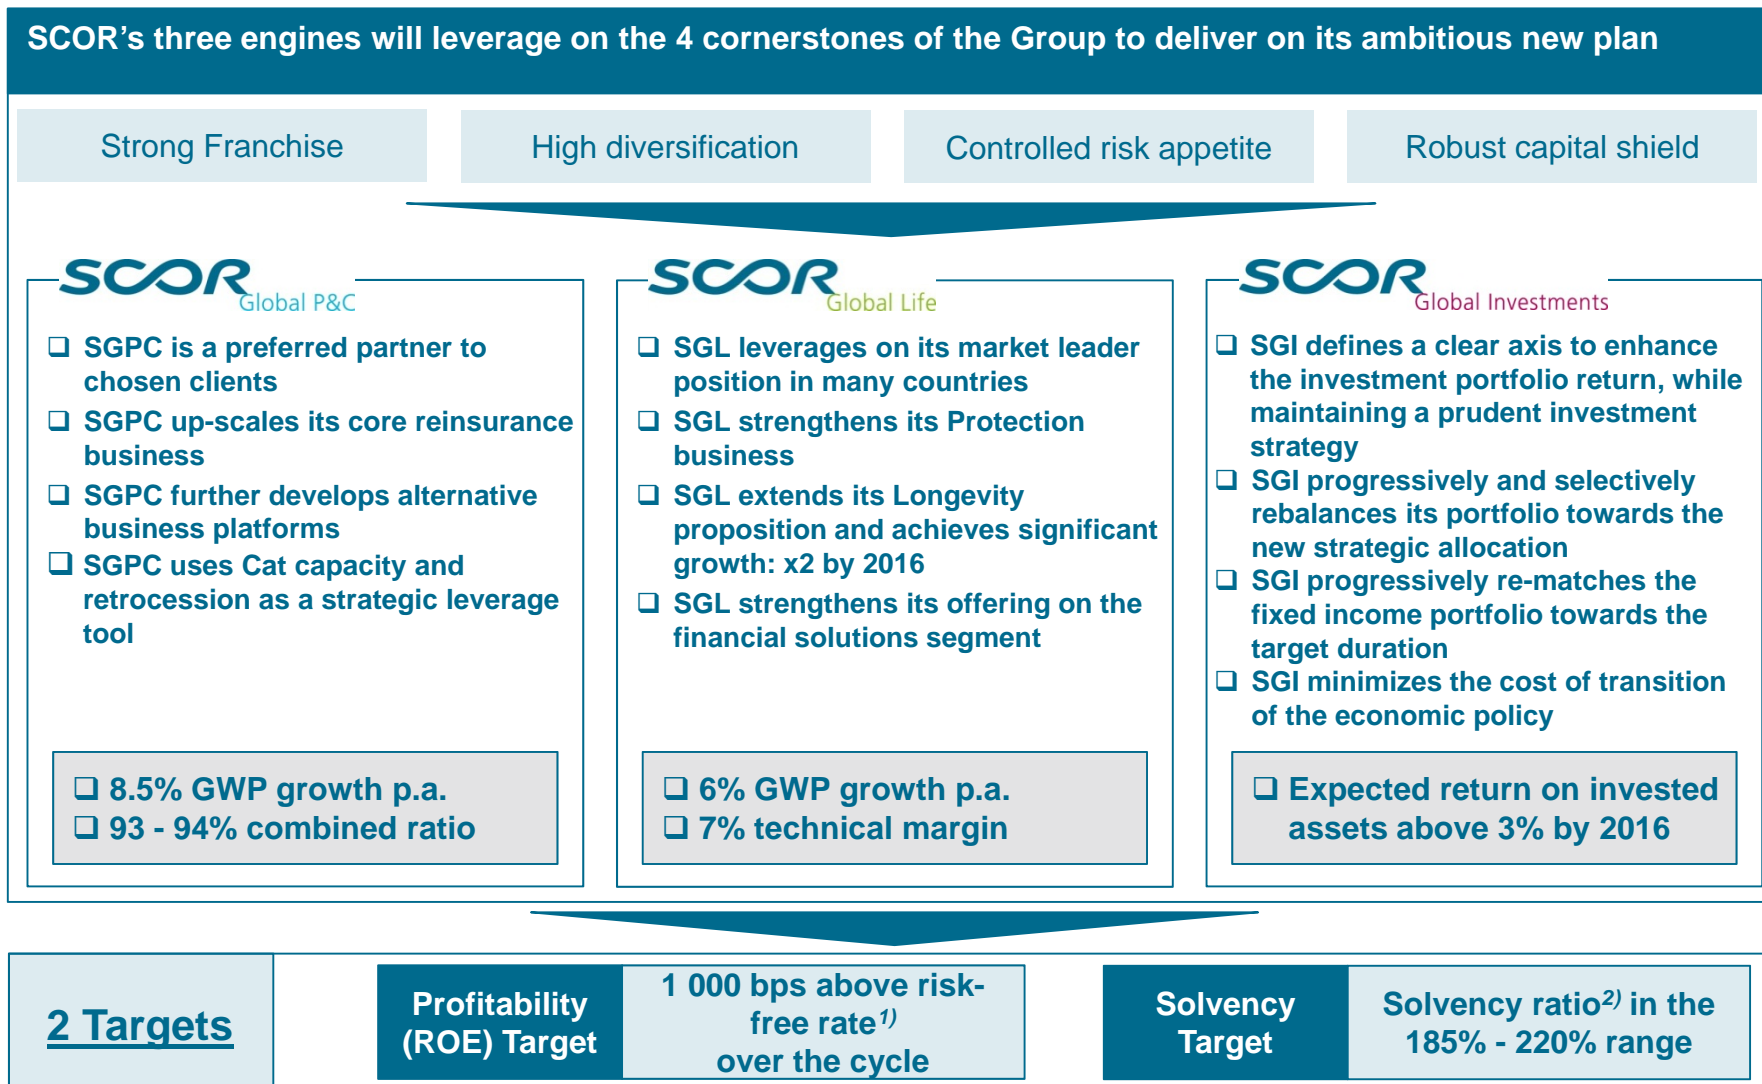 SCOR's three engines will leverage on the 4 cornerstones of the Group to deliver on its ambitious new plan
Strong Franchise
High diversification
Controlled risk appetite
Robust capital shield
SCOR
Global P&C
❑ SGPC is a preferred partner to
chosen clients
❑ SGPC up-scales its core reinsurance
business
❑ SGPC further develops alternative
business platforms
❑ SGPC uses Cat capacity and
retrocession as a strategic leverage
tool
❑ 8.5% GWP growth p.a.
❑ 93 - 94% combined ratio
SCOR
Global Life
❑ SGL leverages on its market leader
position in many countries
❑ SGL strengthens its Protection
business
❑ SGL extends its Longevity
proposition and achieves significant
growth: x2 by 2016
❑ SGL strengthens its offering on the
financial solutions segment
❑ 6% GWP growth p.a.
❑ 7% technical margin
SCOR
Global Investments
❑ SGI defines a clear axis to enhance
the investment portfolio return, while
maintaining a prudent investment
strategy
❑ SGI progressively and selectively
rebalances its portfolio towards the
new strategic allocation
❑ SGI progressively re-matches the
fixed income portfolio towards the
target duration
❑ SGI minimizes the cost of transition
of the economic policy
❑ Expected return on invested
assets above 3% by 2016
2 Targets
Profitability
(ROE) Target
1 000 bps above risk-
free rate1)
over the cycle
Solvency
Target
Solvency ratio2) in the
185% - 220% range